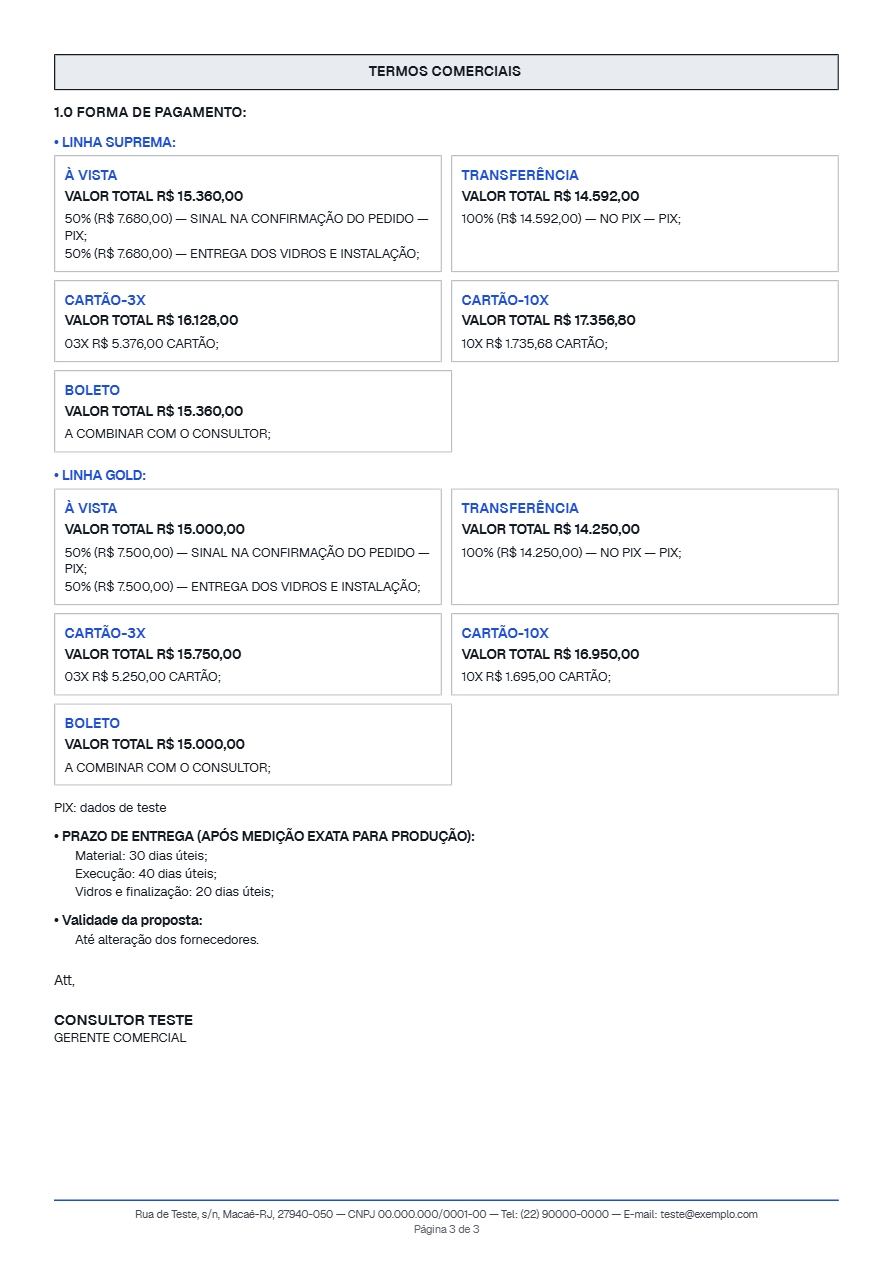 TERMOS COMERCIAIS
1.0 FORMA DE PAGAMENTO:
• LINHA SUPREMA:
À VISTA
VALOR TOTAL R$ 15.360,00
50% (R$ 7.680,00) — SINAL NA CONFIRMAÇÃO DO PEDIDO —
PIX;
50% (R$ 7.680,00) — ENTREGA DOS VIDROS E INSTALAÇÃO;
TRANSFERÊNCIA
VALOR TOTAL R$ 14.592,00
100% (R$ 14.592,00) — NO PIX — PIX;
CARTÃO-3X
VALOR TOTAL R$ 16.128,00
03X R$ 5.376,00 CARTÃO;
CARTÃO-10X
VALOR TOTAL R$ 17.356,80
10X R$ 1.735,68 CARTÃO;
BOLETO
VALOR TOTAL R$ 15.360,00
A COMBINAR COM O CONSULTOR;
• LINHA GOLD:
À VISTA
VALOR TOTAL R$ 15.000,00
50% (R$ 7.500,00) — SINAL NA CONFIRMAÇÃO DO PEDIDO —
PIX;
50% (R$ 7.500,00) — ENTREGA DOS VIDROS E INSTALAÇÃO;
TRANSFERÊNCIA
VALOR TOTAL R$ 14.250,00
100% (R$ 14.250,00) — NO PIX — PIX;
CARTÃO-3X
VALOR TOTAL R$ 15.750,00
03X R$ 5.250,00 CARTÃO;
CARTÃO-10X
VALOR TOTAL R$ 16.950,00
10X R$ 1.695,00 CARTÃO;
BOLETO
VALOR TOTAL R$ 15.000,00
A COMBINAR COM O CONSULTOR;
PIX: dados de teste
• PRAZO DE ENTREGA (APÓS MEDIÇÃO EXATA PARA PRODUÇÃO):
Material: 30 dias úteis;
Execução: 40 dias úteis;
Vidros e finalização: 20 dias úteis;
• Validade da proposta:
Até alteração dos fornecedores.
Att,
CONSULTOR TESTE
GERENTE COMERCIAL
Rua de Teste, s/n, Macaé-RJ, 27940-050 — CNPJ 00.000.000/0001-00 — Tel: (22) 90000-0000 — E-mail: teste@exemplo.com
Página 3 de 3